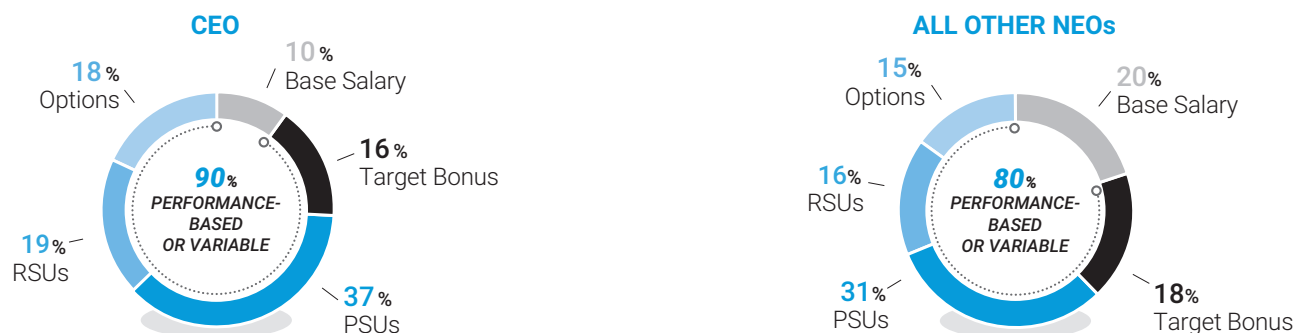 CEO
10%
Base Salary
16%
Target Bonus
37%
PSUs
19%
RSUs
18%
Options
90%
PERFORMANCE-
BASED
OR VARIABLE
ALL OTHER NEOs
20%
Base Salary
18%
Target Bonus
31%
PSUs
16%
RSUs
15%
Options
80%
PERFORMANCE-
BASED
OR VARIABLE